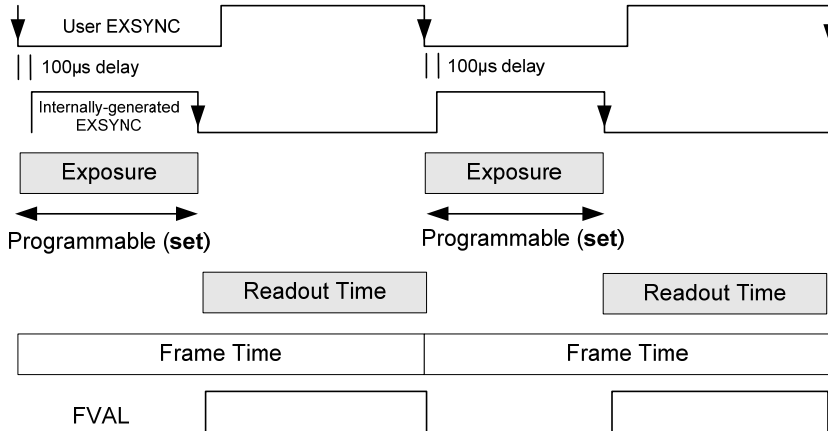 User EXSYNC
100µs delay
100µs delay
Internally-generated
EXSYNC
Exposure
Exposure
Programmable (set)
Programmable (set)
Readout Time
Readout Time
Frame Time
Frame Time
FVAL